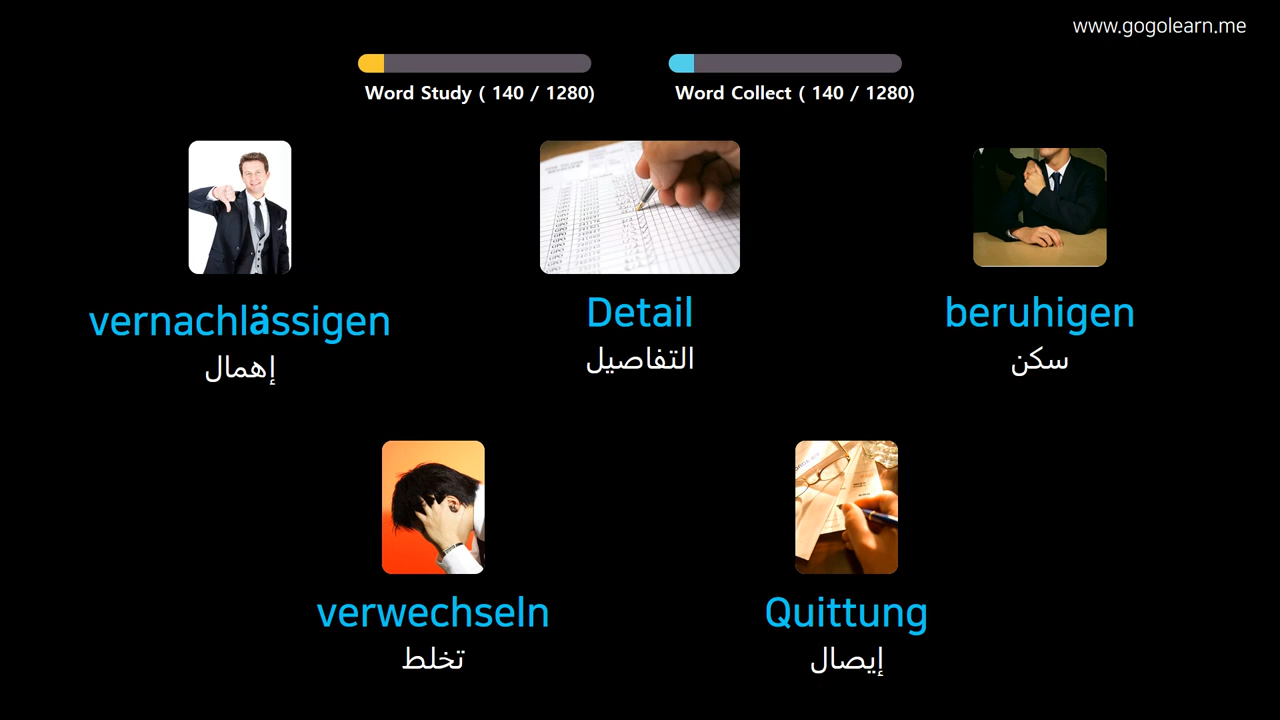 www.gogolearn.me
Word Study ( 140 / 1280)
Word Collect ( 140 / 1280)
vernachlässigen
إهمال
Detail
التفاصيل
beruhigen
سكن
verwechseln
تخلط
Quittung
إيصال